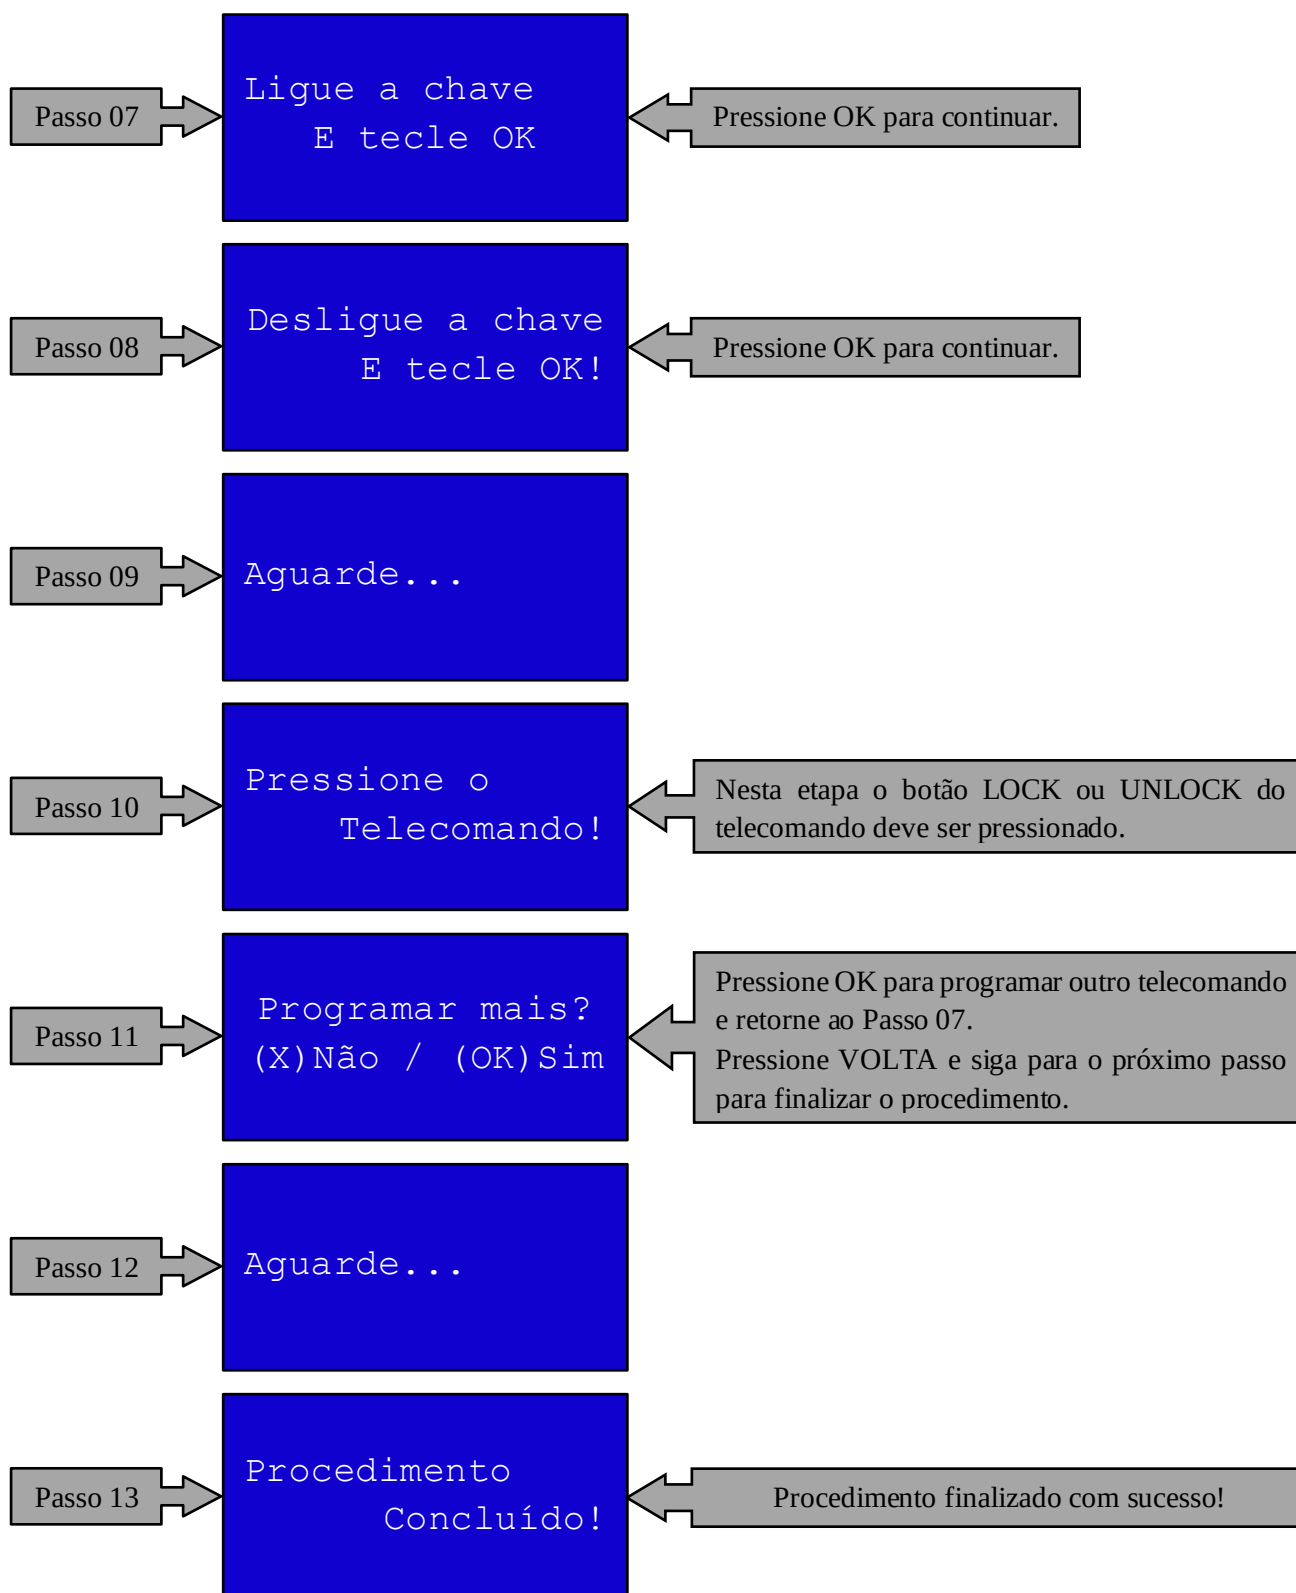 Passo 07
Ligue a chave
E tecle OK
Pressione OK para continuar.
Passo 08
Desligue a chave
E tecle OK!
Pressione OK para continuar.
Passo 09
Aguarde...
Passo 10
Pressione o
Telecomando!
Nesta etapa o botão LOCK ou UNLOCK do
telecomando deve ser pressionado.
Passo 11
Programar mais?
(X)Não / (OK)Sim
Pressione OK para programar outro telecomando
e retorne ao Passo 07.
Pressione VOLTA e siga para o próximo passo
para finalizar o procedimento.
Passo 12
Aguarde...
Passo 13
Procedimento
Concluído!
Procedimento finalizado com sucesso!